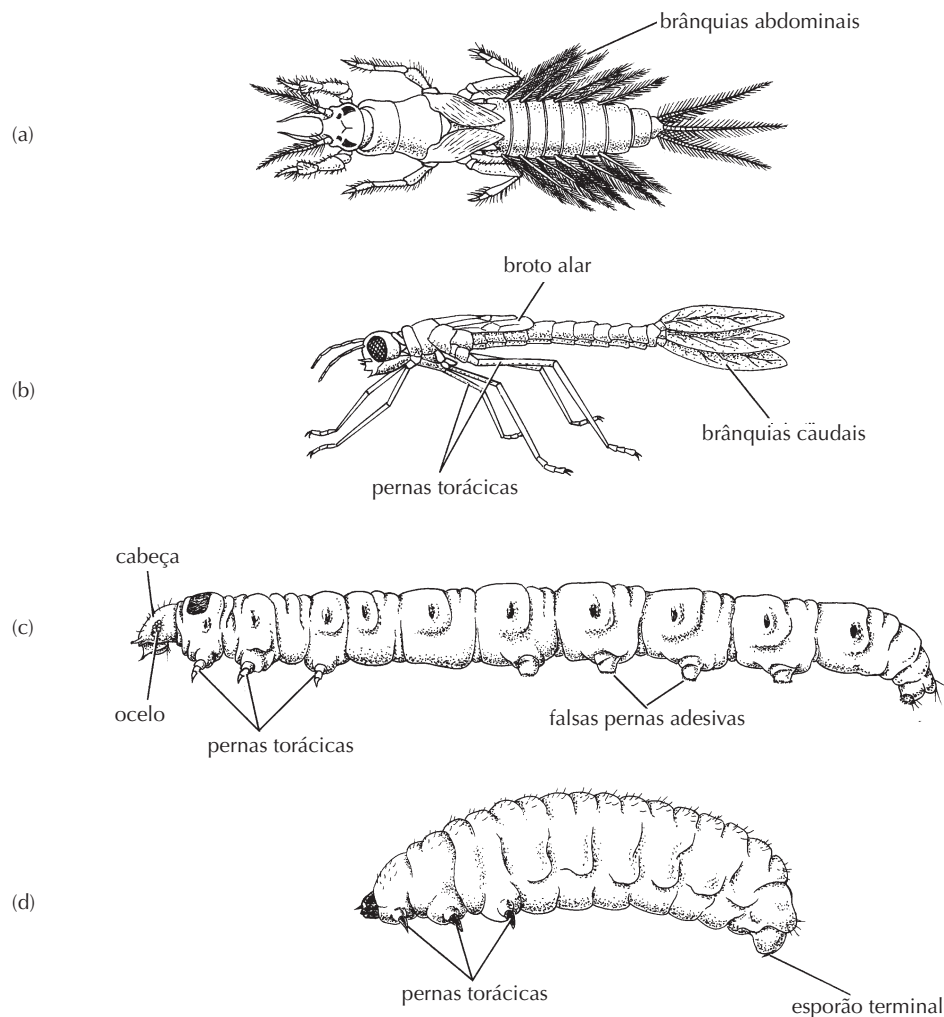 brânquias abdominais
(a)
broto alar
(b)
brânquias caudais
pernas torácicas
cabeça
(c)
ocelo
falsas pernas adesivas
pernas torácicas
(d)
pernas torácicas
esporão terminal